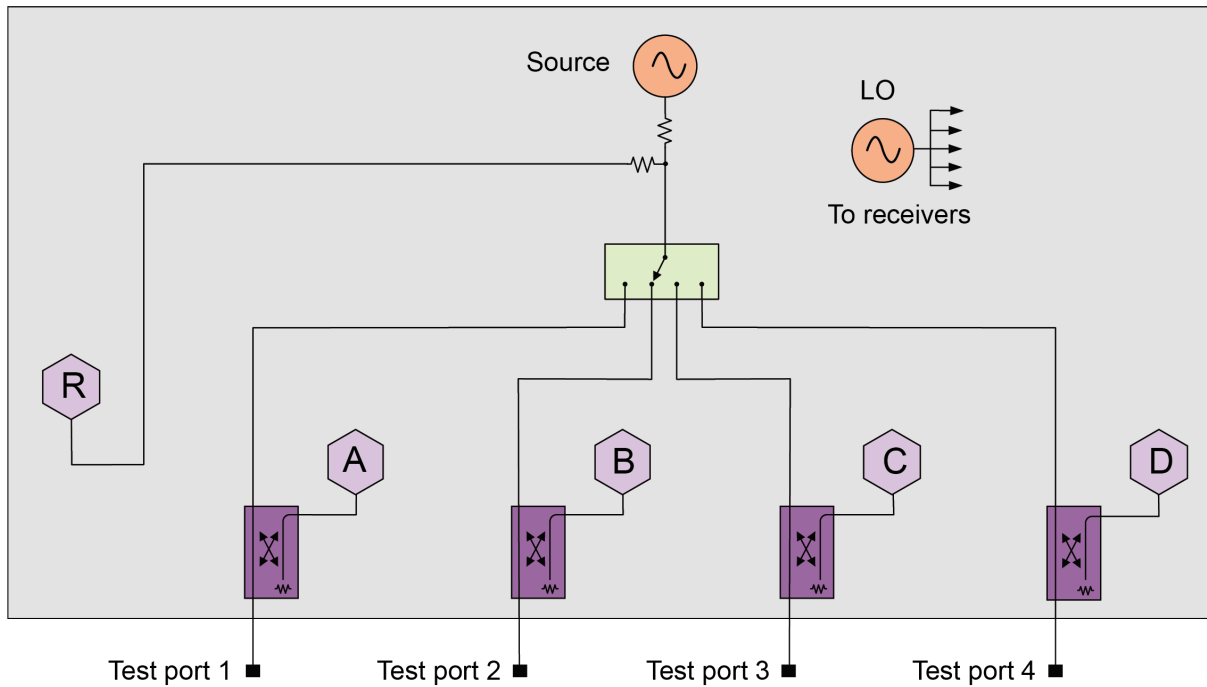 Source
LO
To receivers
R
A
B
C
D
Test port 1
Test port 2
Test port 3
Test port 4